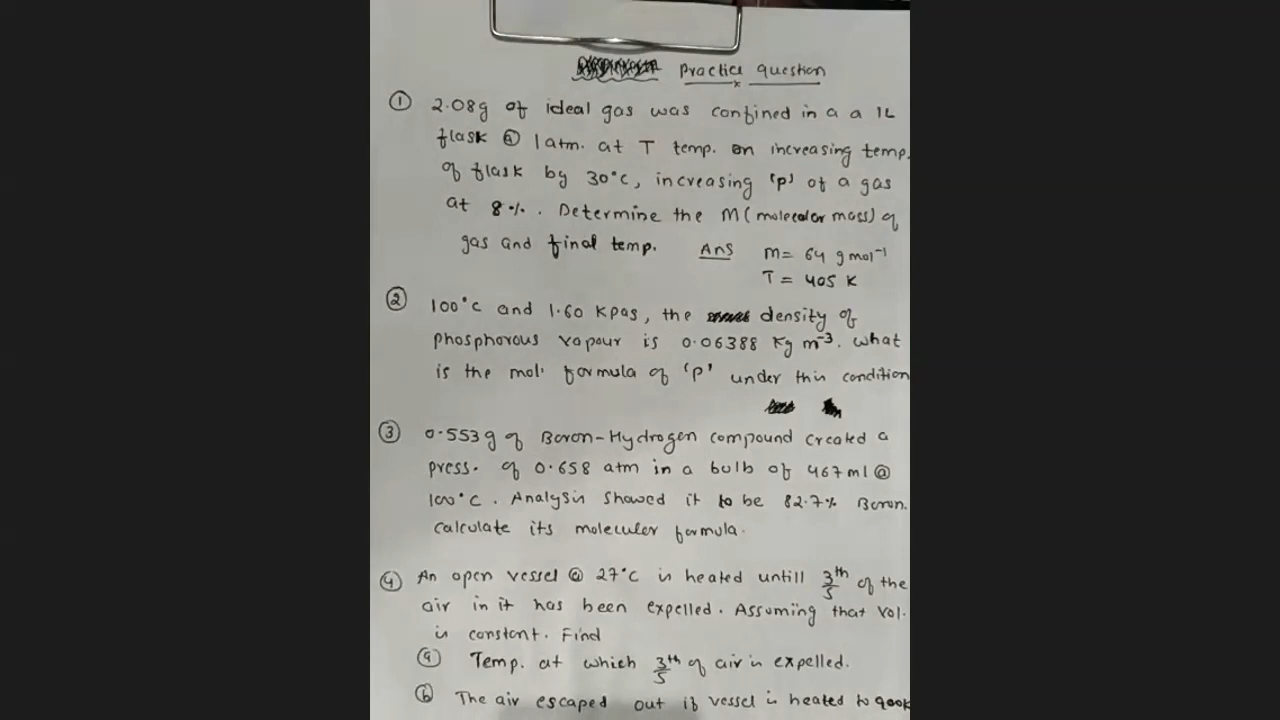 Practice Question
① 2.08g of ideal gas was confined in a a 1L
flask @ 1atm. at T temp. on increasing temp.
of flask by 30°C, increasing 'P' of a gas
at 8%. Determine the M(molecular mass) of
gas and final temp. Ans m= 64 g mol⁻¹
T = 405 K
② 100°C and 1.60 KPas, the density of
phosphorous vapour is 0.06388 Kg m⁻³. What
is the mol. formula of 'P' under this condition
③ 0.553g of Boron-Hydrogen compound created a
press. of 0.658 atm in a bulb of 467ml @
100°C. Analysis showed it to be 82.7% Boron.
calculate its moleculer formula.
④ An open vessel @ 27°C is heated untill 3/5th of the
air in it has been expelled. Assuming that Vol.
is constant. Find
ⓐ Temp. at which 3/5th of air is expelled.
ⓑ The air escaped out if vessel is heated to 900K